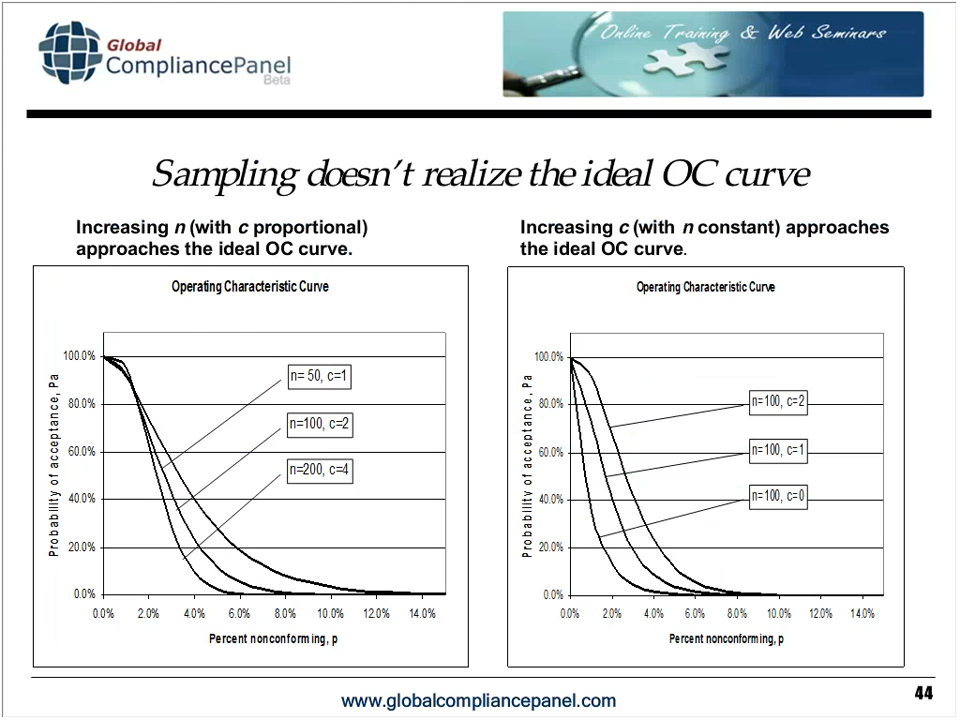 Global
CompliancePanel
Beta
Online Training & Web Seminars
Sampling doesn't realize the ideal OC curve
Increasing n (with c proportional)
approaches the ideal OC curve.
Operating Characteristic Curve
Probability of acceptance, Pa
100.0%
80.0%
60.0%
40.0%
20.0%
0.0%
n= 50, c=1
n=100, c=2
n=200, c=4
0.0% 2.0% 4.0% 6.0% 8.0% 10.0% 12.0% 14.0%
Percent nonconforming, p
Increasing c (with n constant) approaches
the ideal OC curve.
Operating Characteristic Curve
Probability of acceptance, Pa
100.0%
80.0%
60.0%
40.0%
20.0%
0.0%
n=100, c=2
n=100, c=1
n=100, c=0
0.0% 2.0% 4.0% 6.0% 8.0% 10.0% 12.0% 14.0%
Percent nonconforming, p
www.globalcompliancepanel.com
44